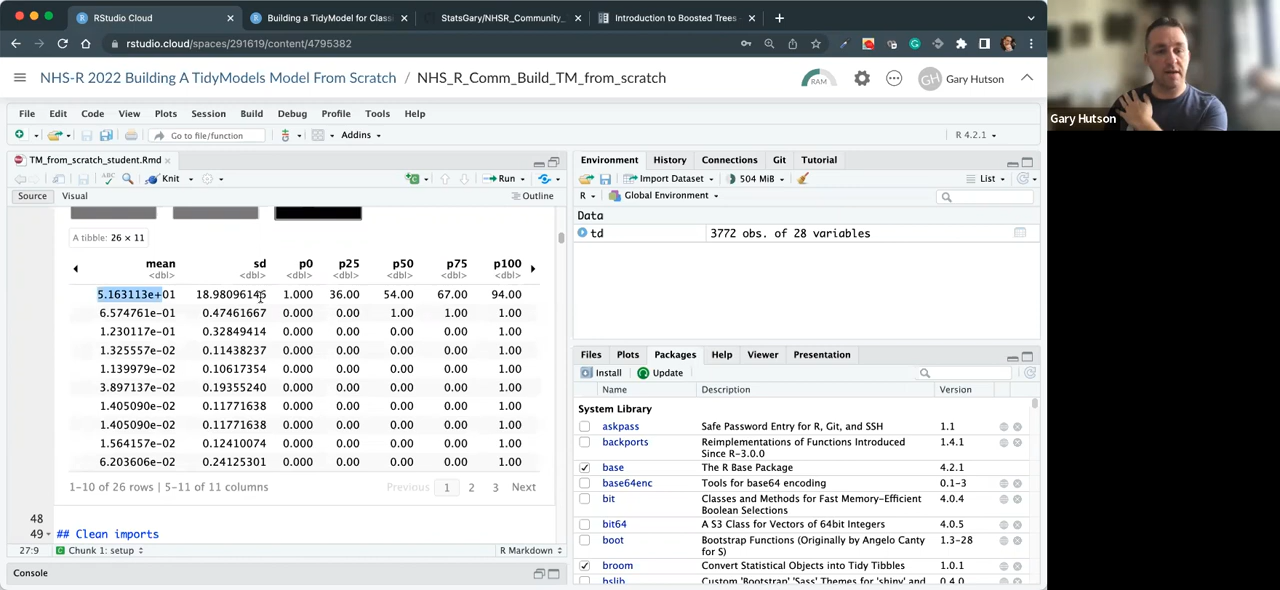 RStudio Cloud
Building a TidyModel for Class
StatsGary/NHSR_Community_
Introduction to Boosted Trees
rstudio.cloud/spaces/291619/content/4795382
NHS-R 2022 Building A TidyModels Model From Scratch / NHS_R_Comm_Build_TM_from_scratch
RAM
GH Gary Hutson
Gary Hutson
File Edit Code View Plots Session Build Debug Profile Tools Help
Go to file/function
Addins
R 4.2.1
TM_from_scratch_student.Rmd
ABC
Knit
Run
Source Visual
Outline
A tibble: 26 × 11
mean sd p0 p25 p50 p75 p100
<dbl> <dbl> <dbl> <dbl> <dbl> <dbl> <dbl>
5.163113e+01 18.98096145 1.000 36.00 54.00 67.00 94.00
6.574761e-01 0.47461667 0.000 0.00 1.00 1.00 1.00
1.230117e-01 0.32849414 0.000 0.00 0.00 0.00 1.00
1.325557e-02 0.11438237 0.000 0.00 0.00 0.00 1.00
1.139979e-02 0.10617354 0.000 0.00 0.00 0.00 1.00
3.897137e-02 0.19355240 0.000 0.00 0.00 0.00 1.00
1.405090e-02 0.11771638 0.000 0.00 0.00 0.00 1.00
1.405090e-02 0.11771638 0.000 0.00 0.00 0.00 1.00
1.564157e-02 0.12410074 0.000 0.00 0.00 0.00 1.00
6.203606e-02 0.24125301 0.000 0.00 0.00 0.00 1.00
1-10 of 26 rows | 5-11 of 11 columns
Previous 1 2 3 Next
48
49 ## Clean imports
27:9 C Chunk 1: setup
R Markdown
Console
Environment History Connections Git Tutorial
Import Dataset
504 MiB
List
R Global Environment
Data
td 3772 obs. of 28 variables
Files Plots Packages Help Viewer Presentation
Install Update
Name Description Version
System Library
askpass Safe Password Entry for R, Git, and SSH 1.1
backports Reimplementations of Functions Introduced Since R-3.0.0 1.4.1
base The R Base Package 4.2.1
base64enc Tools for base64 encoding 0.1-3
bit Classes and Methods for Fast Memory-Efficient Boolean Selections 4.0.4
bit64 A S3 Class for Vectors of 64bit Integers 4.0.5
boot Bootstrap Functions (Originally by Angelo Canty for S) 1.3-28
broom Convert Statistical Objects into Tidy Tibbles 1.0.1
bslib Custom 'Bootstrap' 'Sass' Themes for 'shiny' and 0.4.0